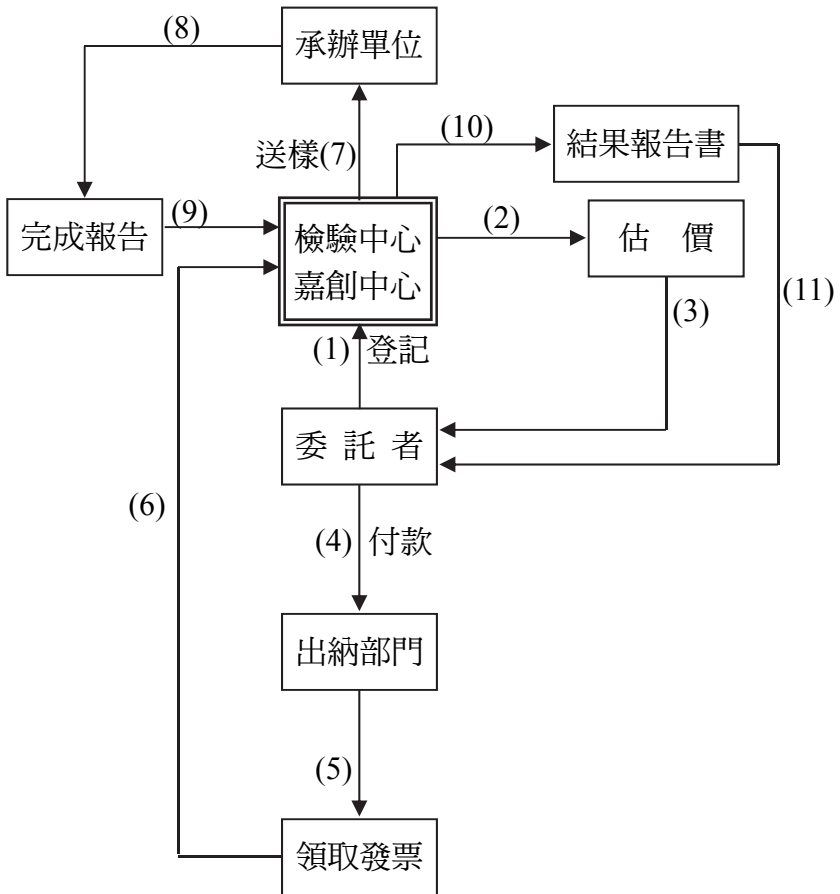 (8)
承辦單位
送樣(7)
(10)
結果報告書
完成報告
(9)
檢驗中心
嘉創中心
(2)
估 價
(11)
(3)
(1) 登記
委 託 者
(6)
(4) 付款
出納部門
(5)
領取發票